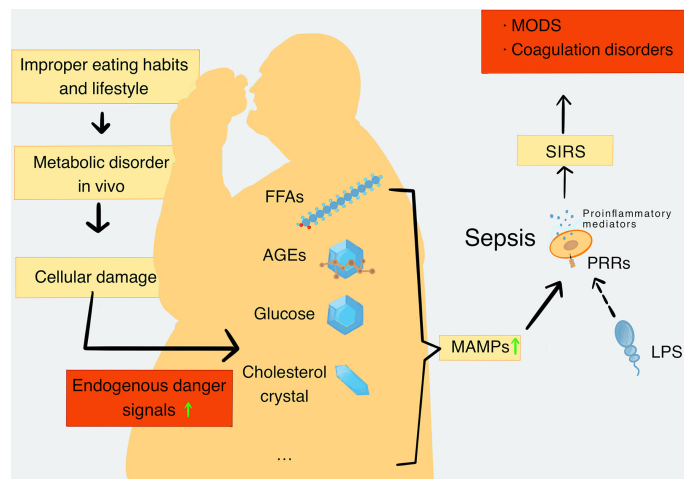 Improper eating habits
and lifestyle
Metabolic disorder
in vivo
Cellular damage
Endogenous danger
signals ↑
FFAs
AGEs
Glucose
Cholesterol
crystal
...
MAMPs↑
· MODS
· Coagulation disorders
SIRS
Proinflammatory
mediators
Sepsis
PRRs
LPS